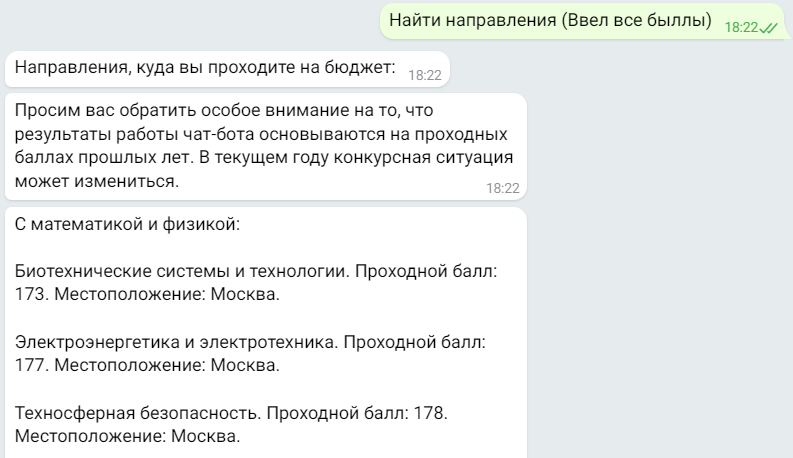 Найти направления (Ввел все быллы) 18:22
Направления, куда вы проходите на бюджет: 18:22
Просим вас обратить особое внимание на то, что
результаты работы чат-бота основываются на проходных
баллах прошлых лет. В текущем году конкурсная ситуация
может измениться. 18:22
С математикой и физикой:
Биотехнические системы и технологии. Проходной балл:
173. Местоположение: Москва.
Электроэнергетика и электротехника. Проходной балл:
177. Местоположение: Москва.
Техносферная безопасность. Проходной балл: 178.
Местоположение: Москва.